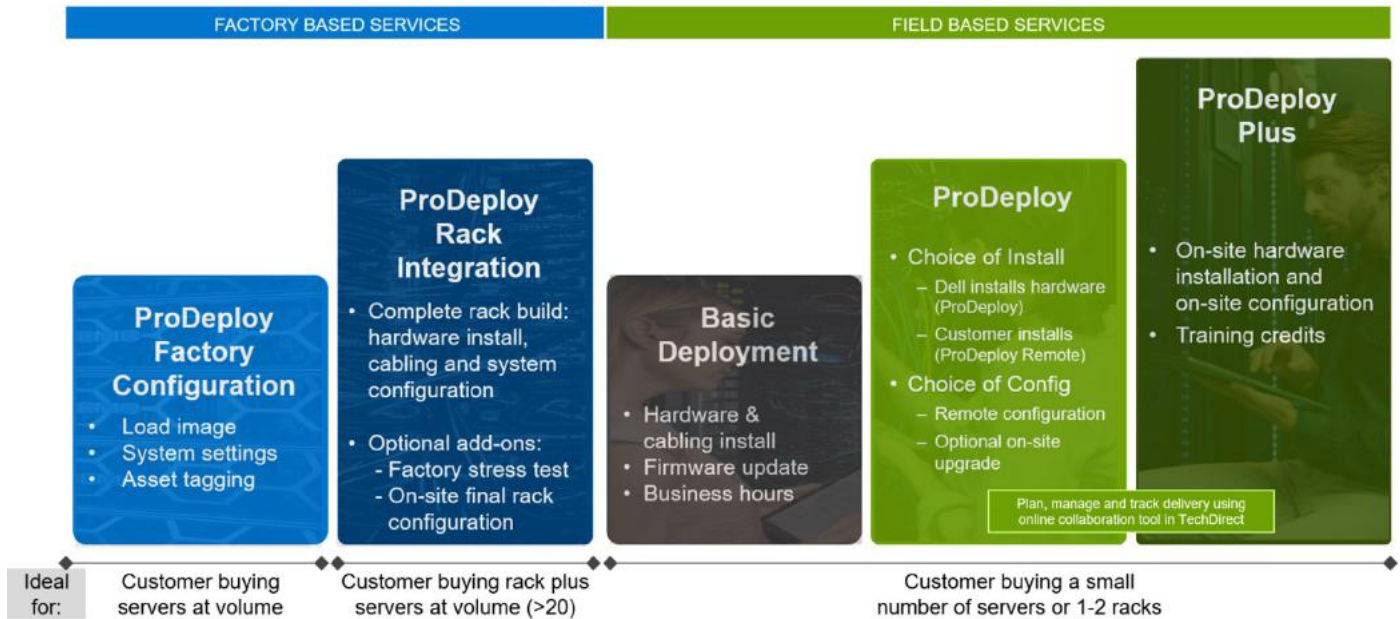 FACTORY BASED SERVICES
FIELD BASED SERVICES
ProDeploy
Factory
Configuration
• Load image
• System settings
• Asset tagging
ProDeploy
Rack
Integration
• Complete rack build:
hardware install,
cabling and system
configuration
• Optional add-ons:
- Factory stress test
- On-site final rack
configuration
Basic
Deployment
• Hardware &
cabling install
• Firmware update
• Business hours
ProDeploy
• Choice of Install
– Dell installs hardware
(ProDeploy)
– Customer installs
(ProDeploy Remote)
• Choice of Config
– Remote configuration
– Optional on-site
upgrade
ProDeploy
Plus
• On-site hardware
installation and
on-site configuration
• Training credits
Plan, manage and track delivery using
online collaboration tool in TechDirect
Ideal
for:
Customer buying
servers at volume
Customer buying rack plus
servers at volume (>20)
Customer buying a small
number of servers or 1-2 racks